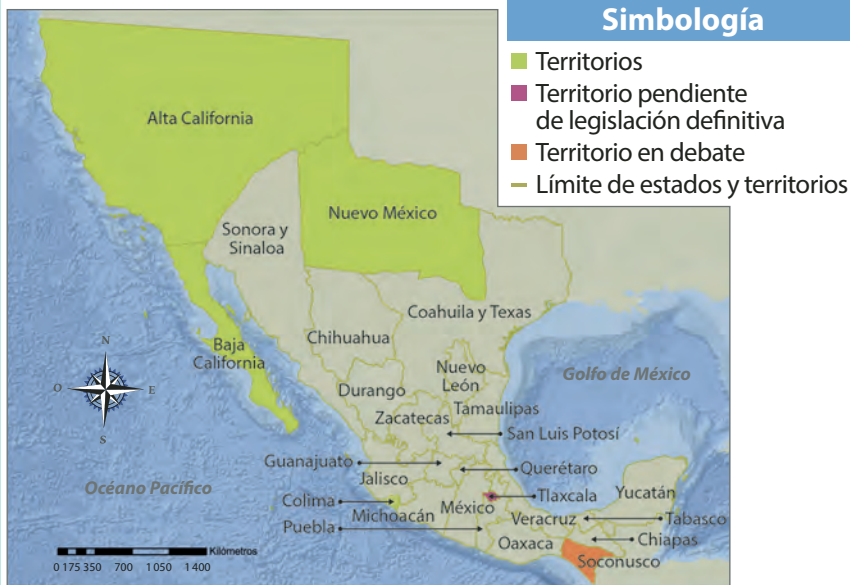 Simbología
Territorios
Territorio pendiente
de legislación definitiva
Territorio en debate
Límite de estados y territorios
Alta California
Nuevo México
Sonora y
Sinaloa
Coahuila y Texas
Chihuahua
Baja
California
Nuevo
León
Golfo de México
Durango
Tamaulipas
Zacatecas
San Luis Potosí
Guanajuato
Querétaro
Jalisco
Océano Pacífico
Tlaxcala
Yucatán
Colima
México
Michoacán
Veracruz
Tabasco
Puebla
Oaxaca
Chiapas
Soconusco
N
O
E
S
Kilómetros
0 175 350 700 1 050 1 400